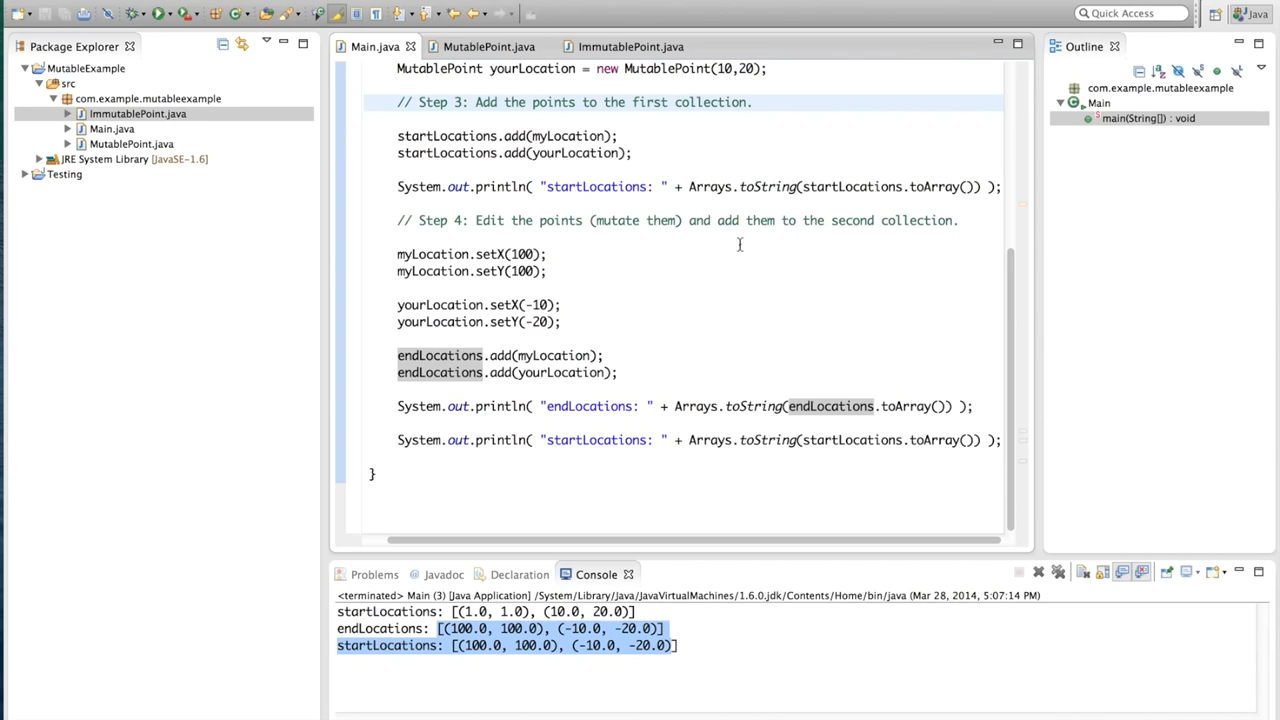 Quick Access
Java
Package Explorer
MutableExample
src
com.example.mutableexample
ImmutablePoint.java
Main.java
MutablePoint.java
JRE System Library [JavaSE-1.6]
Testing
Main.java
MutablePoint.java
ImmutablePoint.java
MutablePoint yourLocation = new MutablePoint(10,20);
// Step 3: Add the points to the first collection.
startLocations.add(myLocation);
startLocations.add(yourLocation);
System.out.println( "startLocations: " + Arrays.toString(startLocations.toArray()) );
// Step 4: Edit the points (mutate them) and add them to the second collection.
myLocation.setX(100);
myLocation.setY(100);
yourLocation.setX(-10);
yourLocation.setY(-20);
endLocations.add(myLocation);
endLocations.add(yourLocation);
System.out.println( "endLocations: " + Arrays.toString(endLocations.toArray()) );
System.out.println( "startLocations: " + Arrays.toString(startLocations.toArray()) );
}
Outline
com.example.mutableexample
Main
main(String[]) : void
Problems
@ Javadoc
Declaration
Console
<terminated> Main (3) [Java Application] /System/Library/Java/JavaVirtualMachines/1.6.0.jdk/Contents/Home/bin/java (Mar 28, 2014, 5:07:14 PM)
startLocations: [(1.0, 1.0), (10.0, 20.0)]
endLocations: [(100.0, 100.0), (-10.0, -20.0)]
startLocations: [(100.0, 100.0), (-10.0, -20.0)]